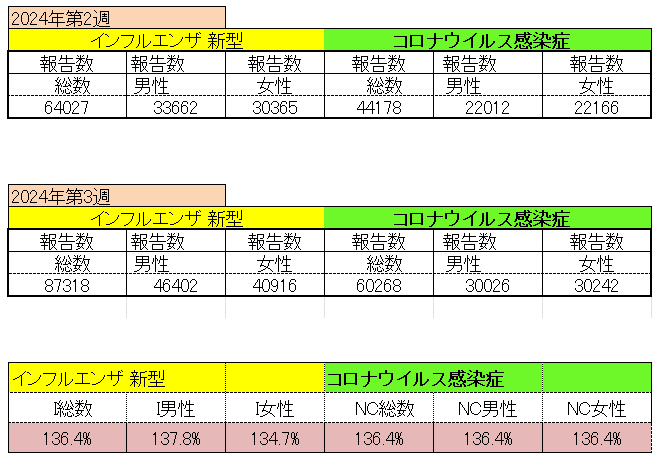 2024年第2週
インフルエンザ 新型 コロナウイルス感染症
報告数 報告数 報告数 報告数 報告数 報告数
総数 男性 女性 総数 男性 女性
64027 33662 30365 44178 22012 22166
2024年第3週
インフルエンザ 新型 コロナウイルス感染症
報告数 報告数 報告数 報告数 報告数 報告数
総数 男性 女性 総数 男性 女性
87318 46402 40916 60268 30026 30242
インフルエンザ 新型 コロナウイルス感染症
I総数 I男性 I女性 NC総数 NC男性 NC女性
136.4% 137.8% 134.7% 136.4% 136.4% 136.4%